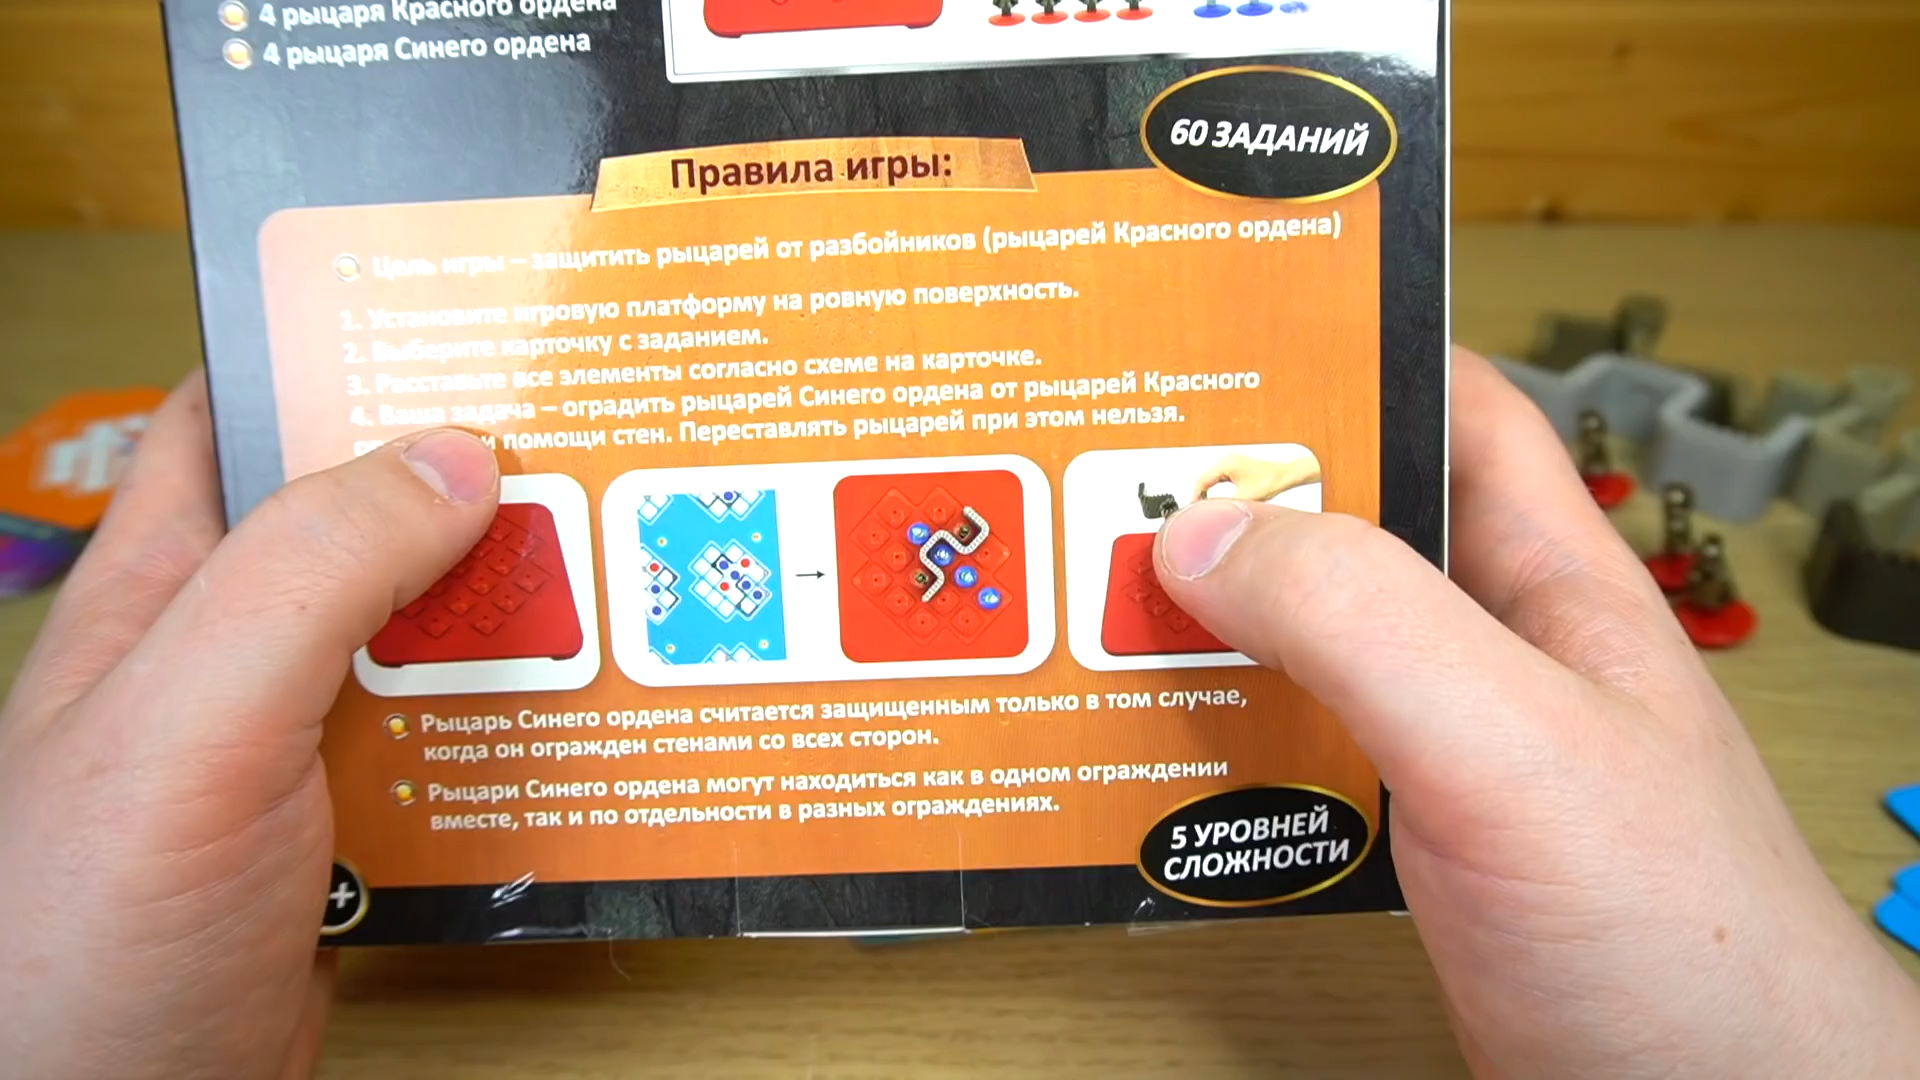 4 рыцаря Красного ордена
4 рыцаря Синего ордена
60 ЗАДАНИЙ
Правила игры:
Цель игры – защитить рыцарей от разбойников (рыцарей Красного ордена)
1. Установите игровую платформу на ровную поверхность.
2. Выберите карточку с заданием.
3. Расставьте все элементы согласно схеме на карточке.
4. Ваша задача – оградить рыцарей Синего ордена от рыцарей Красного
помощи стен. Переставлять рыцарей при этом нельзя.
Рыцарь Синего ордена считается защищенным только в том случае,
когда он огражден стенами со всех сторон.
Рыцари Синего ордена могут находиться как в одном ограждении
вместе, так и по отдельности в разных ограждениях.
5 УРОВНЕЙ
СЛОЖНОСТИ
+